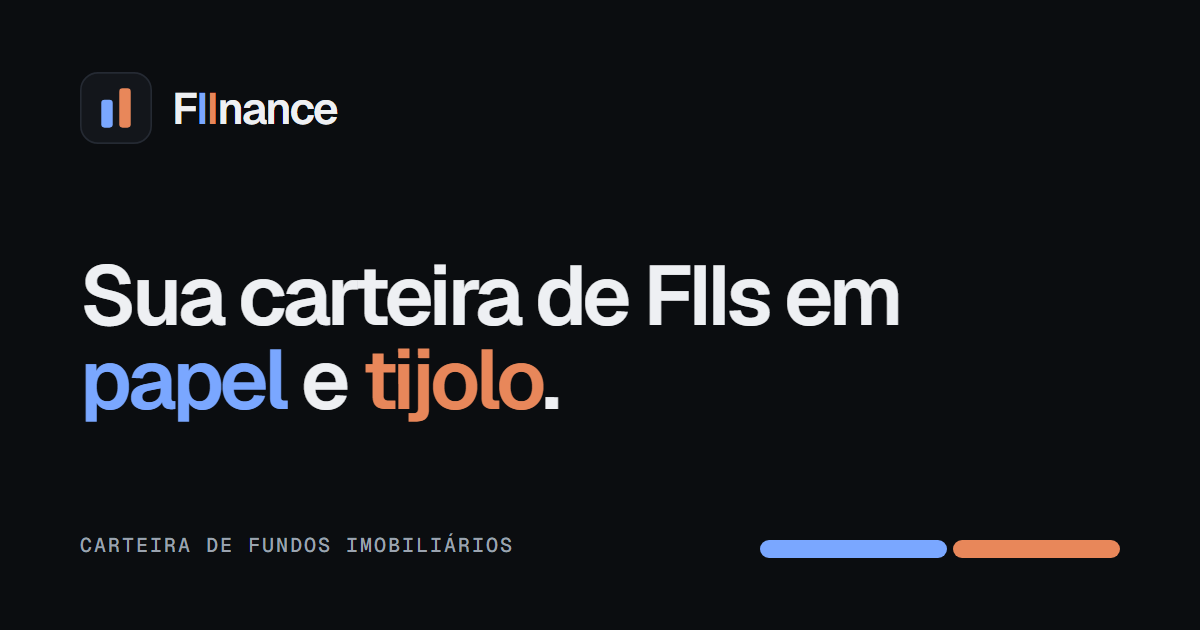 FIInance
Sua carteira de FIIs em
papel e tijolo.
CARTEIRA DE FUNDOS IMOBILIÁRIOS